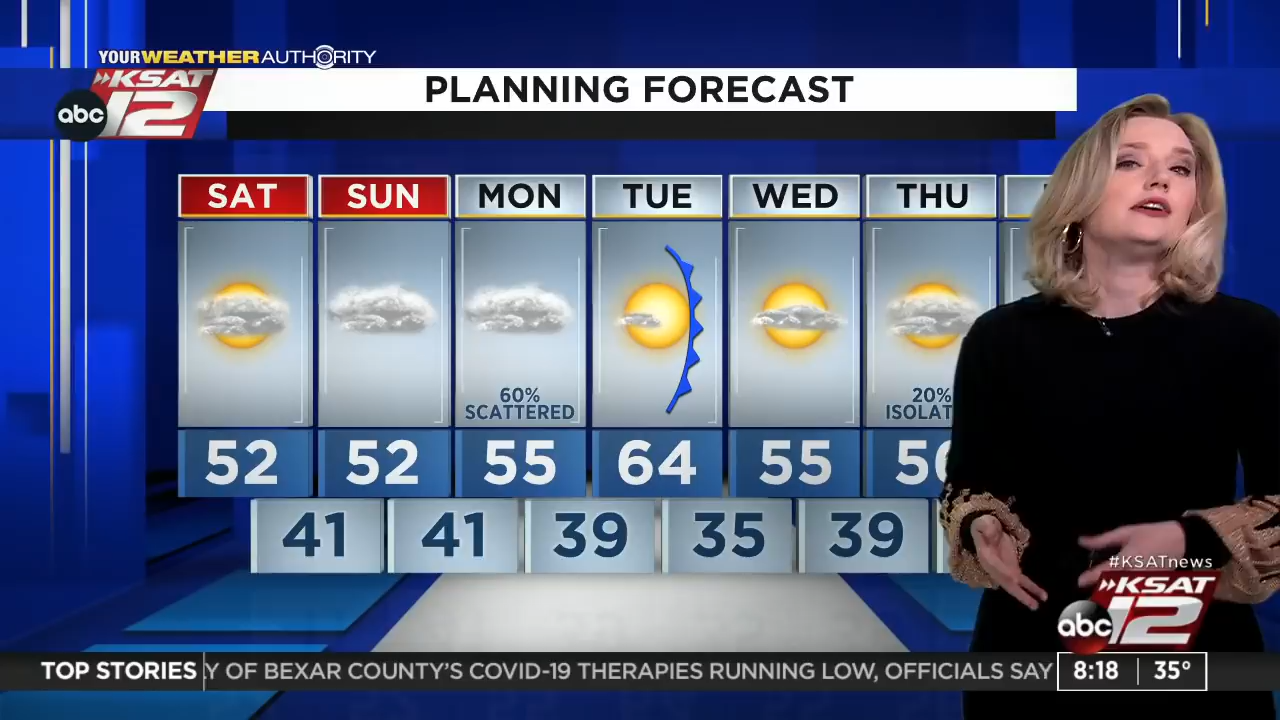 YOURWEATHERAUTHORITY
KSAT
abc 12
PLANNING FORECAST
SAT SUN MON TUE WED THU
60% 20%
SCATTERED
52 52 55 64 55
41 41 39 35 39
#KSATnews
KSAT
abc 12
TOP STORIES OF BEXAR COUNTY'S COVID-19 THERAPIES RUNNING LOW, OFFICIALS SAY 8:18 35°